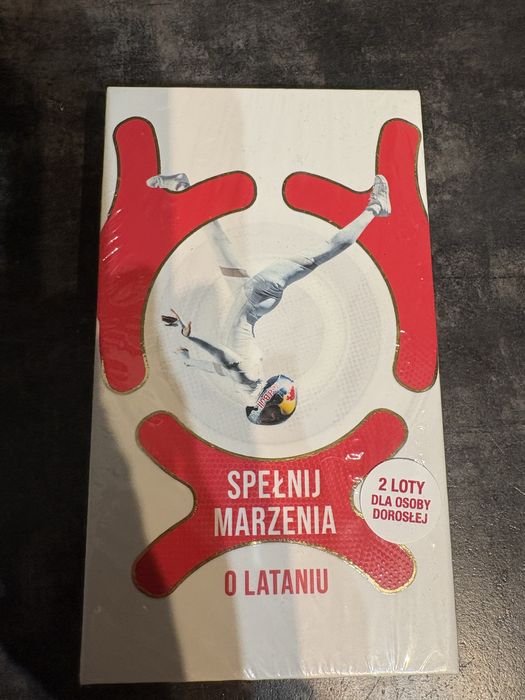 SPEŁNIJ
MARZENIA
O LATANIU
2 LOTY
DLA OSOBY
DOROSŁEJ